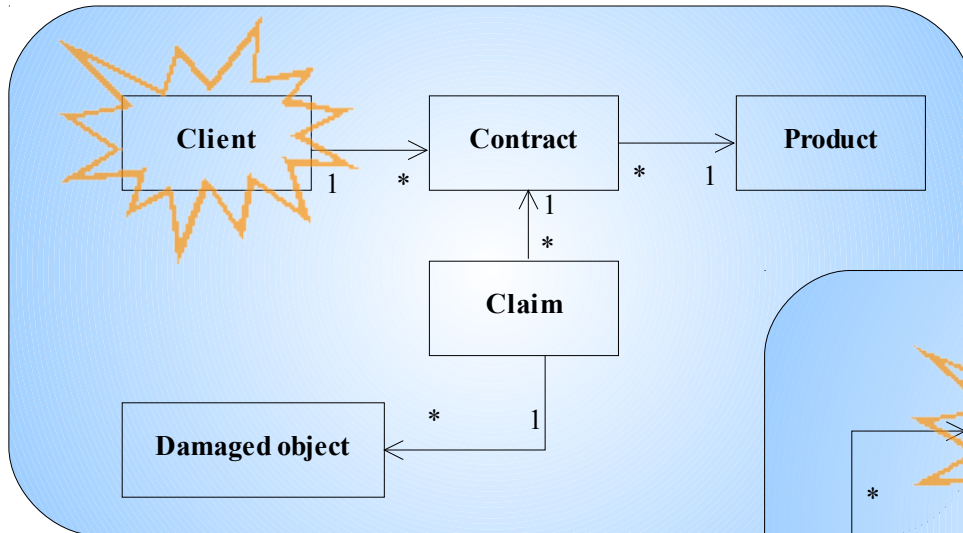 Client
Contract
Product
1
*
*
1
1
*
Claim
*
1
Damaged object
*